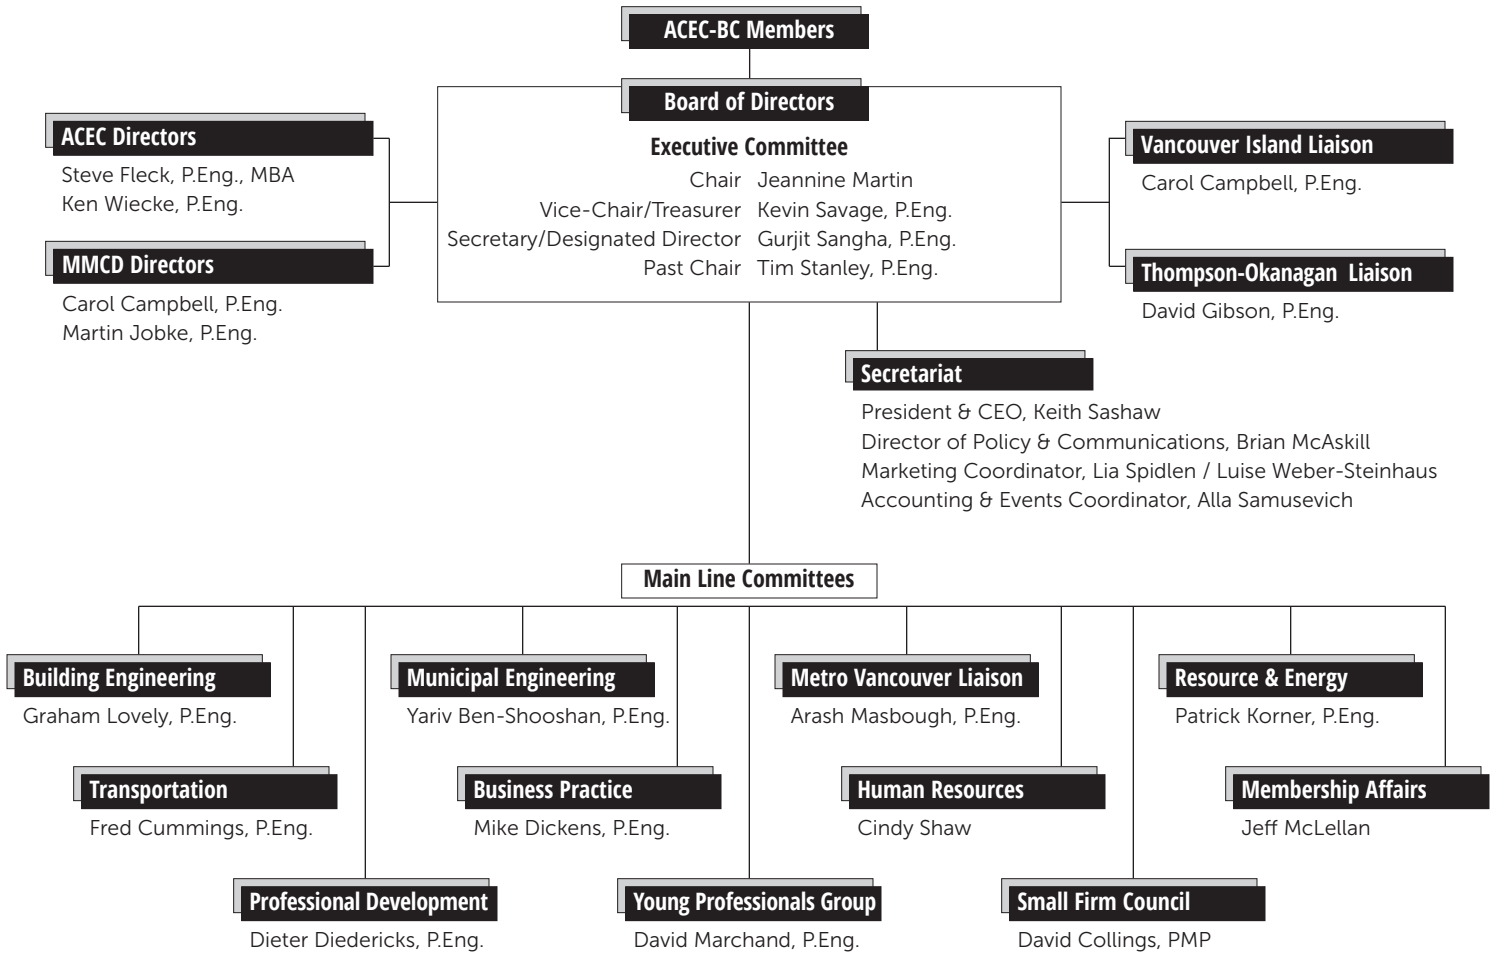 ACEC-BC Members
Board of Directors
Executive Committee
Chair Jeannine Martin
Vice-Chair/Treasurer Kevin Savage, P.Eng.
Secretary/Designated Director Gurjit Sangha, P.Eng.
Past Chair Tim Stanley, P.Eng.
ACEC Directors
Steve Fleck, P.Eng., MBA
Ken Wiecke, P.Eng.
MMCD Directors
Carol Campbell, P.Eng.
Martin Jobke, P.Eng.
Vancouver Island Liaison
Carol Campbell, P.Eng.
Thompson-Okanagan Liaison
David Gibson, P.Eng.
Secretariat
President & CEO, Keith Sashaw
Director of Policy & Communications, Brian McAskill
Marketing Coordinator, Lia Spidlen / Luise Weber-Steinhaus
Accounting & Events Coordinator, Alla Samusevich
Main Line Committees
Building Engineering
Graham Lovely, P.Eng.
Municipal Engineering
Yariv Ben-Shooshan, P.Eng.
Metro Vancouver Liaison
Arash Masbough, P.Eng.
Resource & Energy
Patrick Korner, P.Eng.
Transportation
Fred Cummings, P.Eng.
Business Practice
Mike Dickens, P.Eng.
Human Resources
Cindy Shaw
Membership Affairs
Jeff McLellan
Professional Development
Dieter Diedericks, P.Eng.
Young Professionals Group
David Marchand, P.Eng.
Small Firm Council
David Collings, PMP